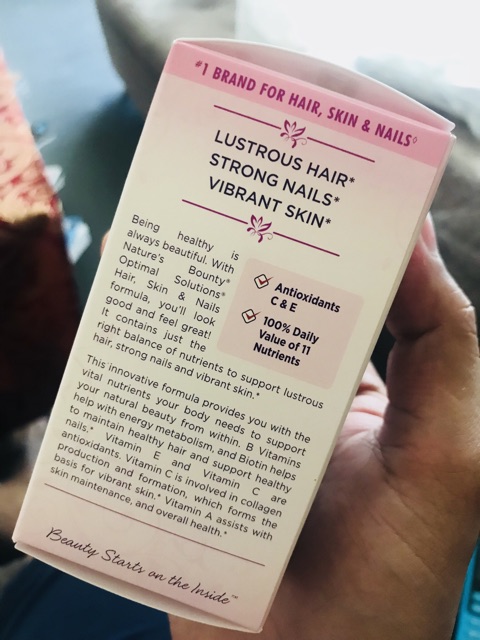 #1 BRAND FOR HAIR, SKIN & NAILS◊
LUSTROUS HAIR*
STRONG NAILS*
VIBRANT SKIN*
Being healthy is
always beautiful. With
Nature's Bounty®
Optimal Solutions®
Hair, Skin & Nails
formula, you'll look
good and feel great!
It contains just the
right balance of nutrients to support lustrous
hair, strong nails and vibrant skin.*
Antioxidants
C & E
100% Daily
Value of 11
Nutrients
This innovative formula provides you with the
vital nutrients your body needs to support
your natural beauty from within. B Vitamins
help with energy metabolism, and Biotin helps
to maintain healthy hair and support healthy
nails.* Vitamin E and Vitamin C are
antioxidants. Vitamin C is involved in collagen
production and formation, which forms the
basis for vibrant skin.* Vitamin A assists with
skin maintenance, and overall health.*
Beauty Starts on the Inside™